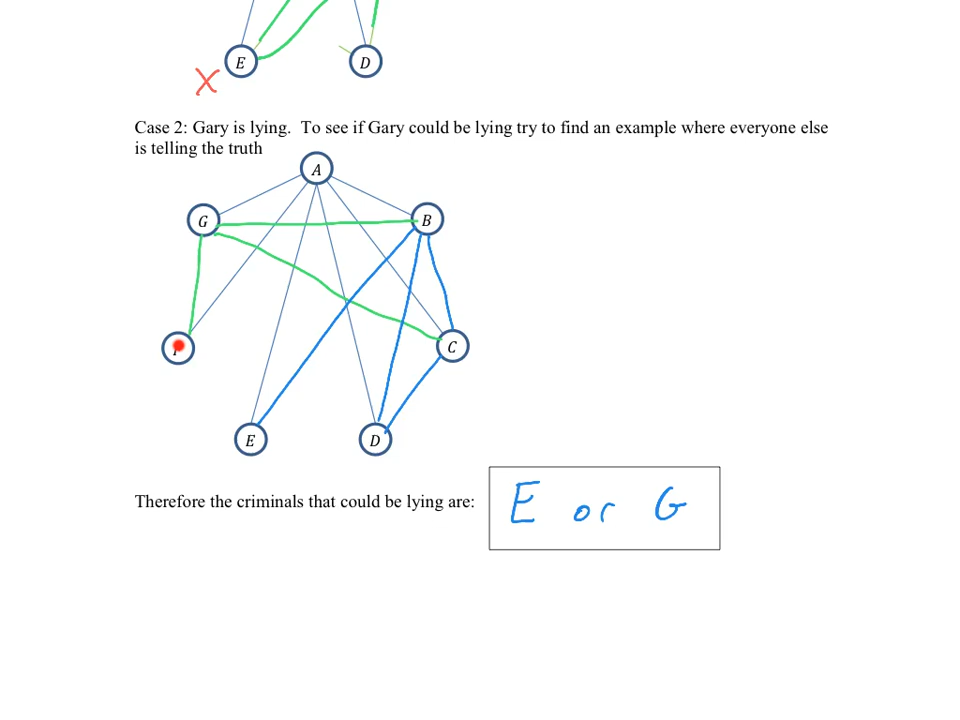 E
D
X
Case 2: Gary is lying. To see if Gary could be lying try to find an example where everyone else
is telling the truth
A
G
B
C
E
D
Therefore the criminals that could be lying are:
E or G